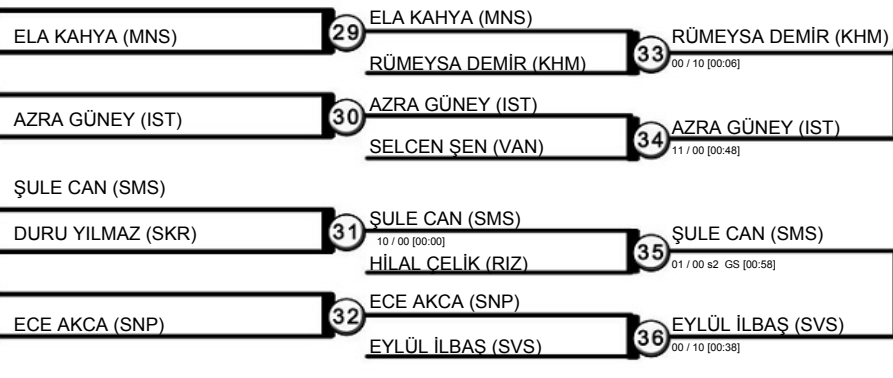 ELA KAHYA (MNS)
29
ELA KAHYA (MNS)
RÜMEYSA DEMİR (KHM)
33
RÜMEYSA DEMİR (KHM)
00 / 10 [00:06]
AZRA GÜNEY (IST)
30
AZRA GÜNEY (IST)
SELCEN ŞEN (VAN)
34
AZRA GÜNEY (IST)
11 / 00 [00:48]
ŞULE CAN (SMS)
DURU YILMAZ (SKR)
31
ŞULE CAN (SMS)
10 / 00 [00:00]
HİLAL ÇELİK (RIZ)
35
ŞULE CAN (SMS)
01 / 00 s2 GS [00:58]
ECE AKCA (SNP)
32
ECE AKCA (SNP)
EYLÜL İLBAŞ (SVS)
36
EYLÜL İLBAŞ (SVS)
00 / 10 [00:38]